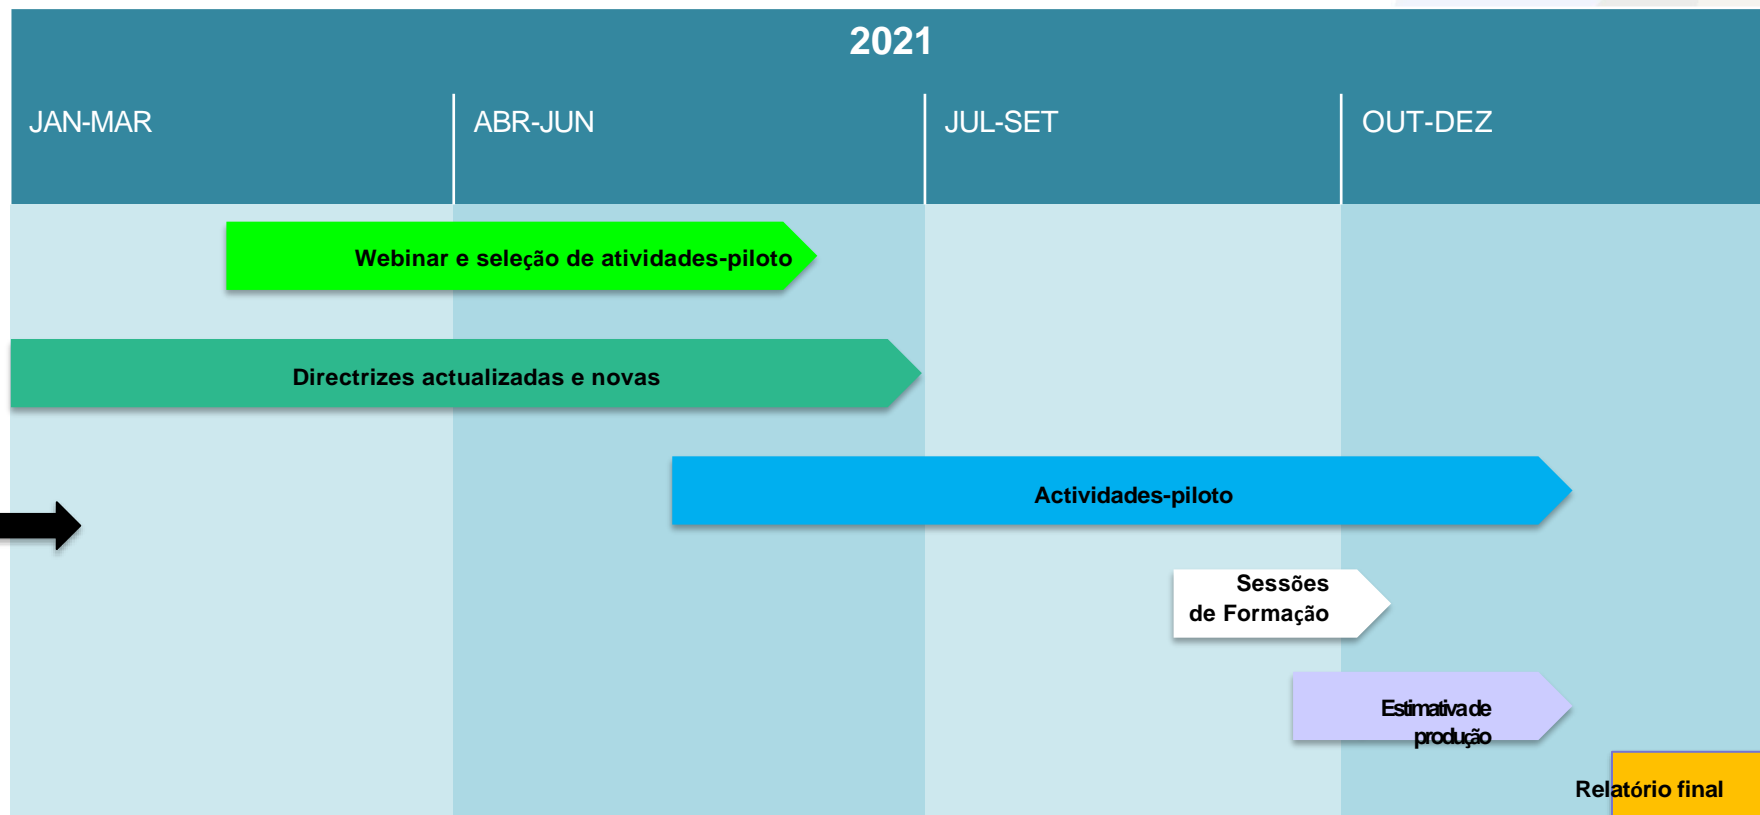 2021
JAN-MAR
ABR-JUN
JUL-SET
OUT-DEZ
Webinar e seleção de atividades-piloto
Directrizes actualizadas e novas
Actividades-piloto
Sessões
de Formação
Estimativa de
produção
Relatório final